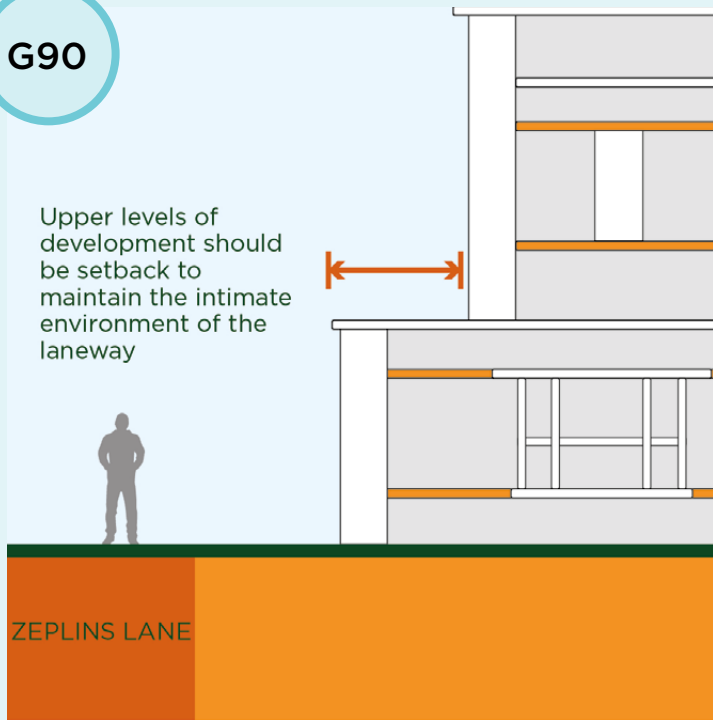 G90
Upper levels of
development should
be setback to
maintain the intimate
environment of the
laneway
ZEPLINS LANE